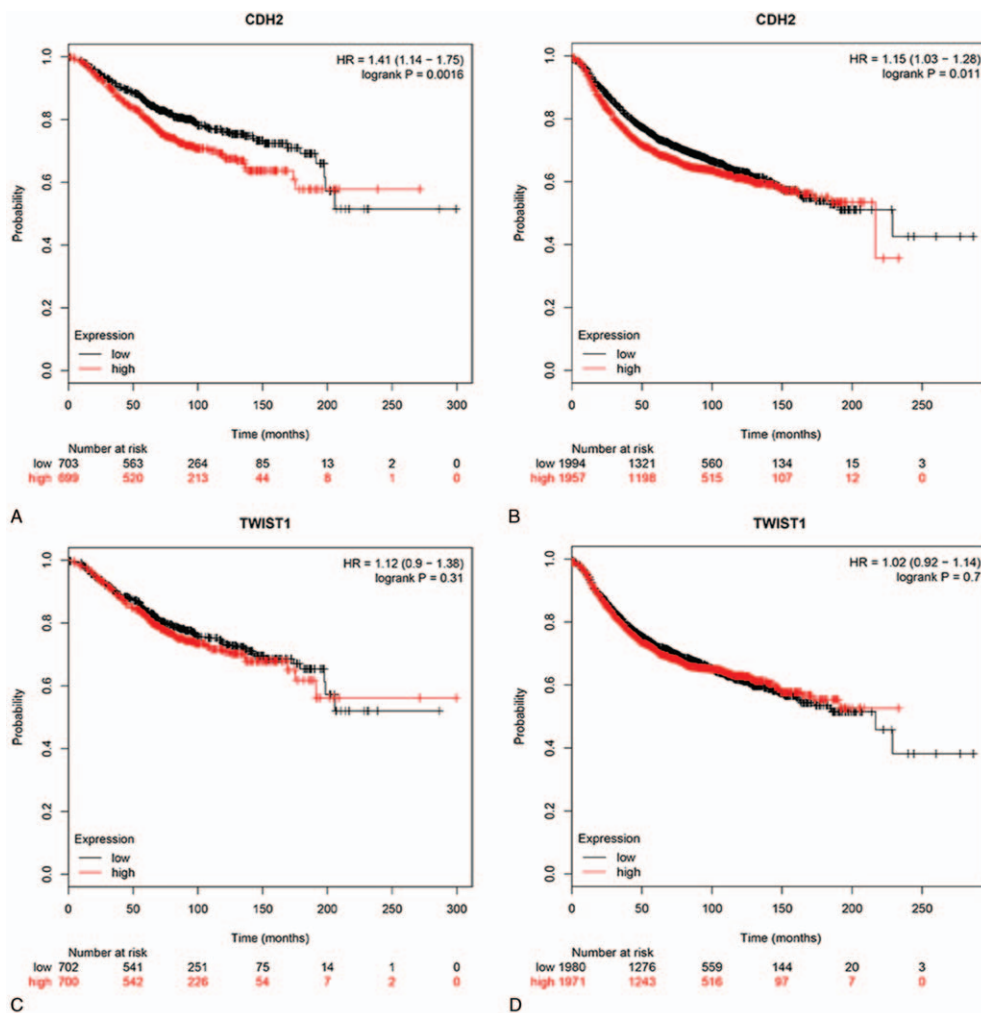 CDH2
HR = 1.41 (1.14 − 1.75)
logrank P = 0.0016
Probability
1.0
0.8
0.6
0.4
0.2
0.0
Expression
low
high
0 50 100 150 200 250 300
Time (months)
Number at risk
low 703 563 264 85 13 2 0
high 699 520 213 44 8 1 0
A
CDH2
HR = 1.15 (1.03 − 1.28)
logrank P = 0.011
Probability
1.0
0.8
0.6
0.4
0.2
0.0
Expression
low
high
0 50 100 150 200 250
Time (months)
Number at risk
low 1994 1321 560 134 15 3
high 1957 1198 515 107 12 0
B
TWIST1
HR = 1.12 (0.9 − 1.38)
logrank P = 0.31
Probability
1.0
0.8
0.6
0.4
0.2
0.0
Expression
low
high
0 50 100 150 200 250 300
Time (months)
Number at risk
low 702 541 251 75 14 1 0
high 700 542 226 54 7 2 0
C
TWIST1
HR = 1.02 (0.92 − 1.14)
logrank P = 0.7
Probability
1.0
0.8
0.6
0.4
0.2
0.0
Expression
low
high
0 50 100 150 200 250
Time (months)
Number at risk
low 1980 1276 559 144 20 3
high 1971 1243 516 97 7 0
D